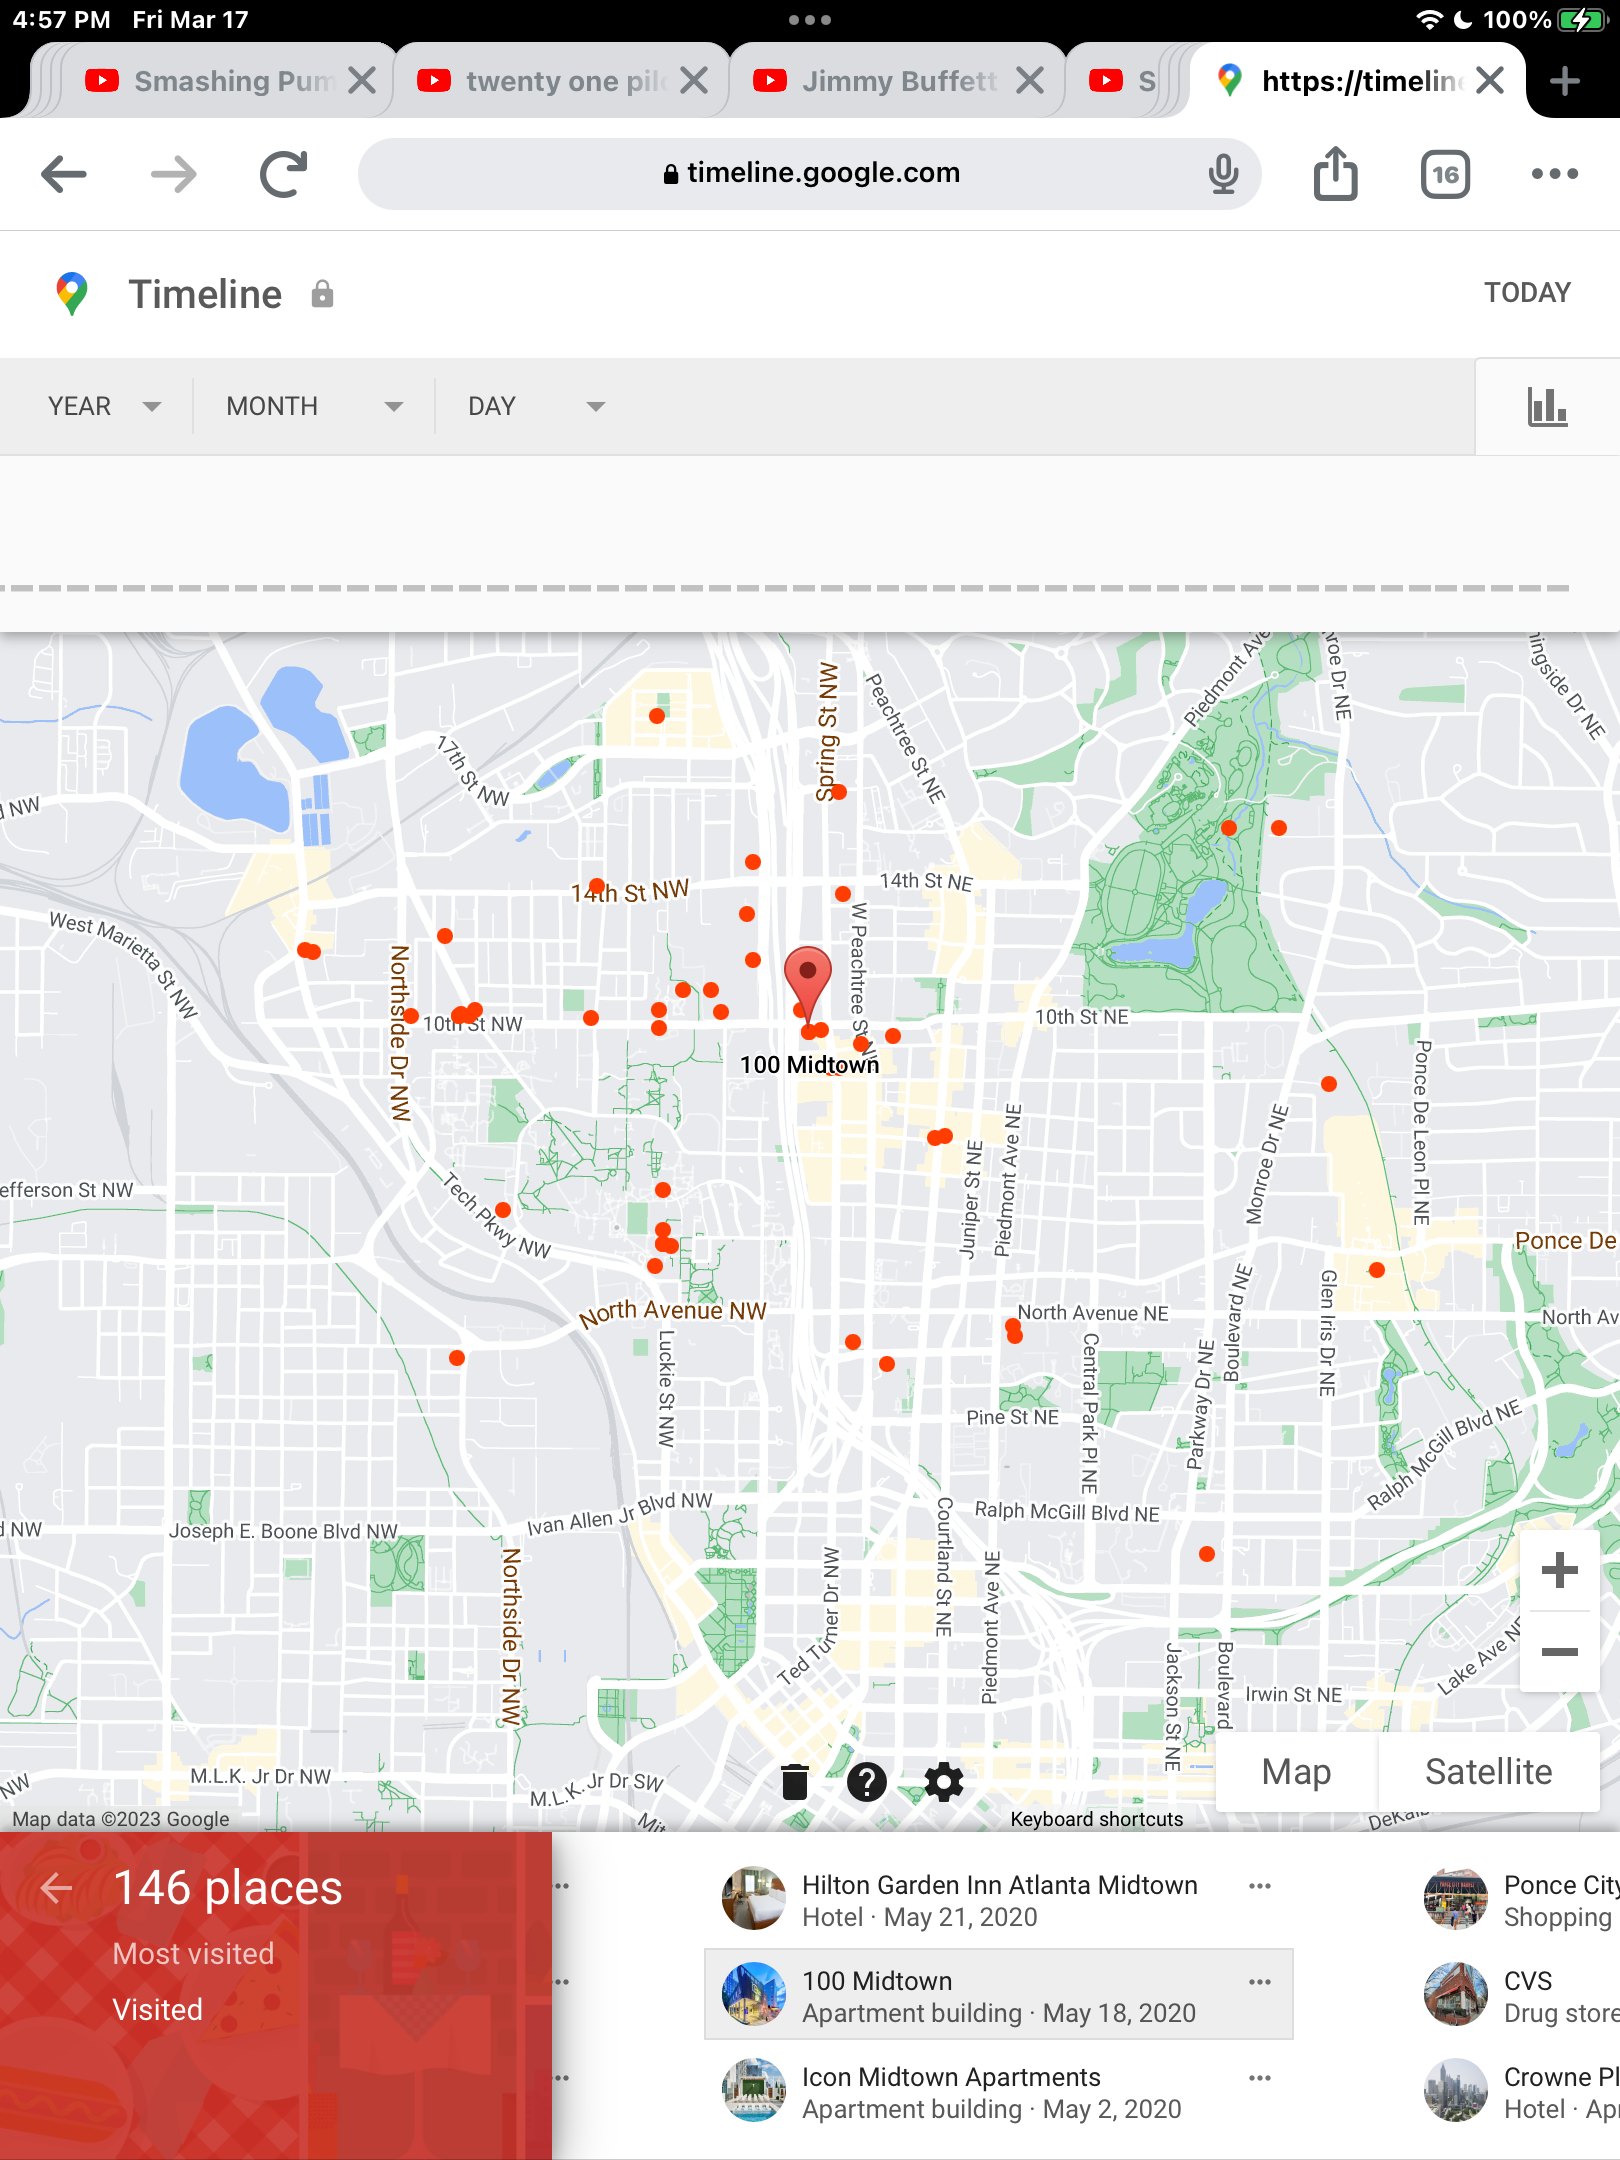 4:57 PM Fri Mar 17
100%
Smashing Pum
twenty one pil
Jimmy Buffett
S
https://timelin
timeline.google.com
16
Timeline
TODAY
YEAR
MONTH
DAY
Spring St NW
Peachtree St NE
Piedmont Ave
roe Dr NE
ningside Dr NE
17th St NW
d NW
14th St NW
14th St NE
West Marietta St NW
Northside Dr NW
W Peachtree St N
10th St NW
10th St NE
100 Midtown
Ponce De Leon Pl NE
Juniper St NE
Piedmont Ave NE
Monroe Dr NE
efferson St NW
Tech Pkwy NW
Ponce De
North Avenue NW
North Avenue NE
North Av
Luckie St NW
Central Park Pl NE
Parkway Dr NE
Boulevard NE
Glen Iris Dr NE
Pine St NE
Ralph McGill Blvd NE
Ivan Allen Jr Blvd NW
Ralph McGill Blvd NE
d NW
Joseph E. Boone Blvd NW
Northside Dr NW
Ted Turner Dr NW
Courtland St NE
Piedmont Ave NE
Jackson St NE
Boulevard
Irwin St NE
Lake Ave NE
M.L.K. Jr Dr NW
M.L.K. Jr Dr SW
NW
Mit
DeKalb
Map
Satellite
Map data ©2023 Google
Keyboard shortcuts
146 places
Most visited
Visited
Hilton Garden Inn Atlanta Midtown
Hotel · May 21, 2020
100 Midtown
Apartment building · May 18, 2020
Icon Midtown Apartments
Apartment building · May 2, 2020
Ponce City
Shopping
CVS
Drug store
Crowne Pl
Hotel · Apr